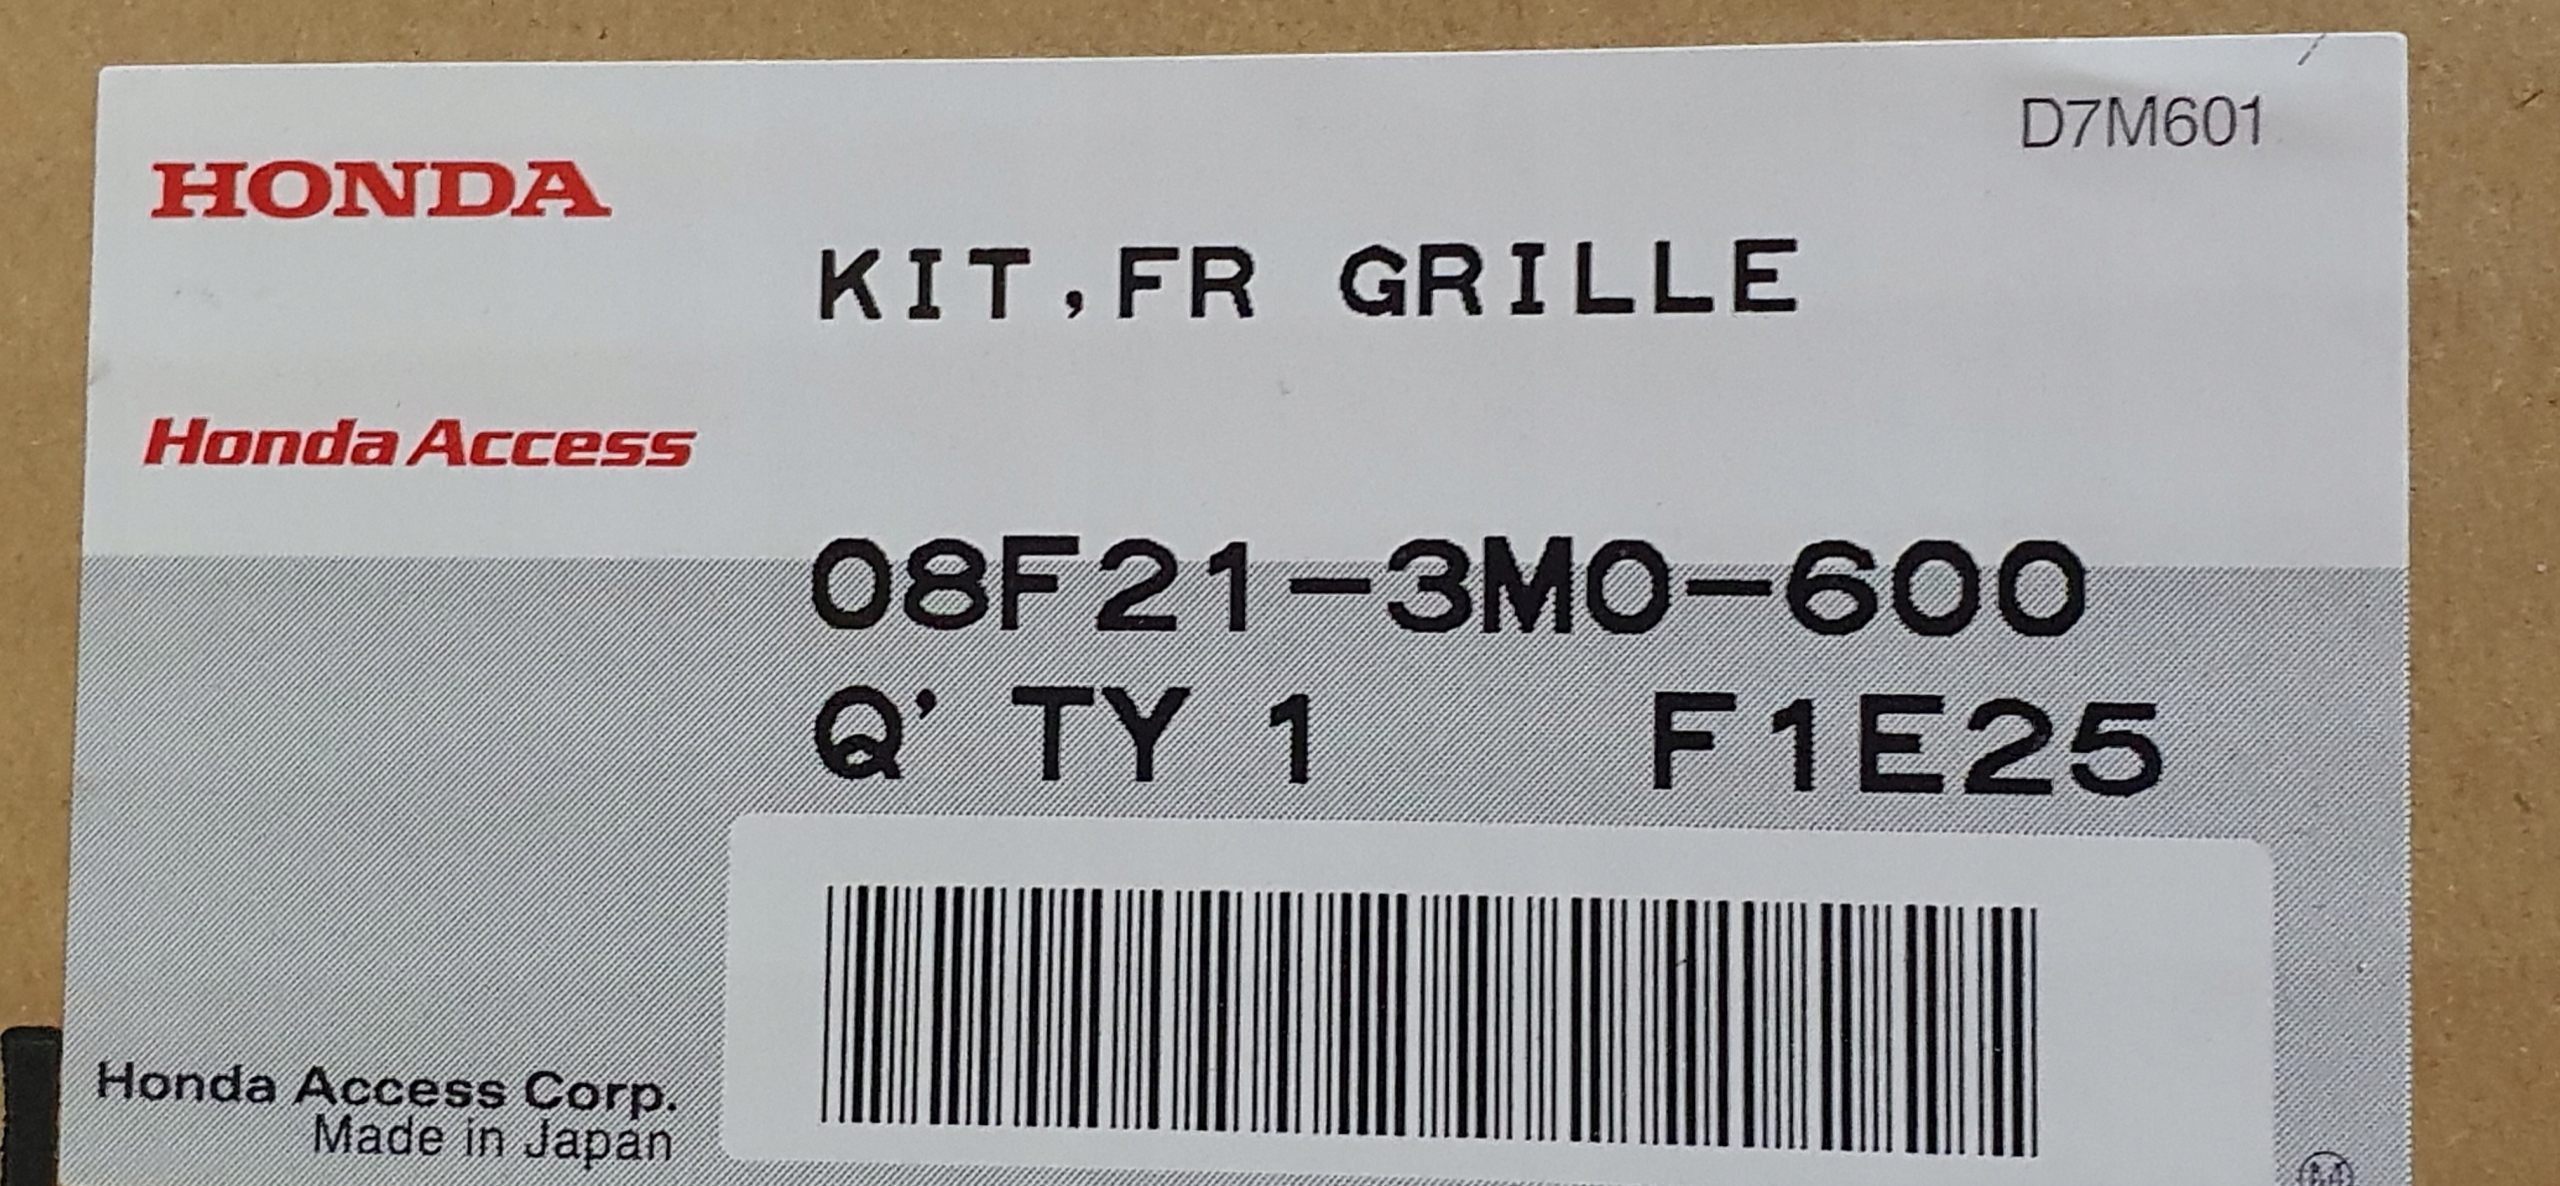 D7M601
HONDA
KIT,FR GRILLE
Honda Access
08F21-3M0-600
Q'TY 1 F1E25
Honda Access Corp.
Made in Japan